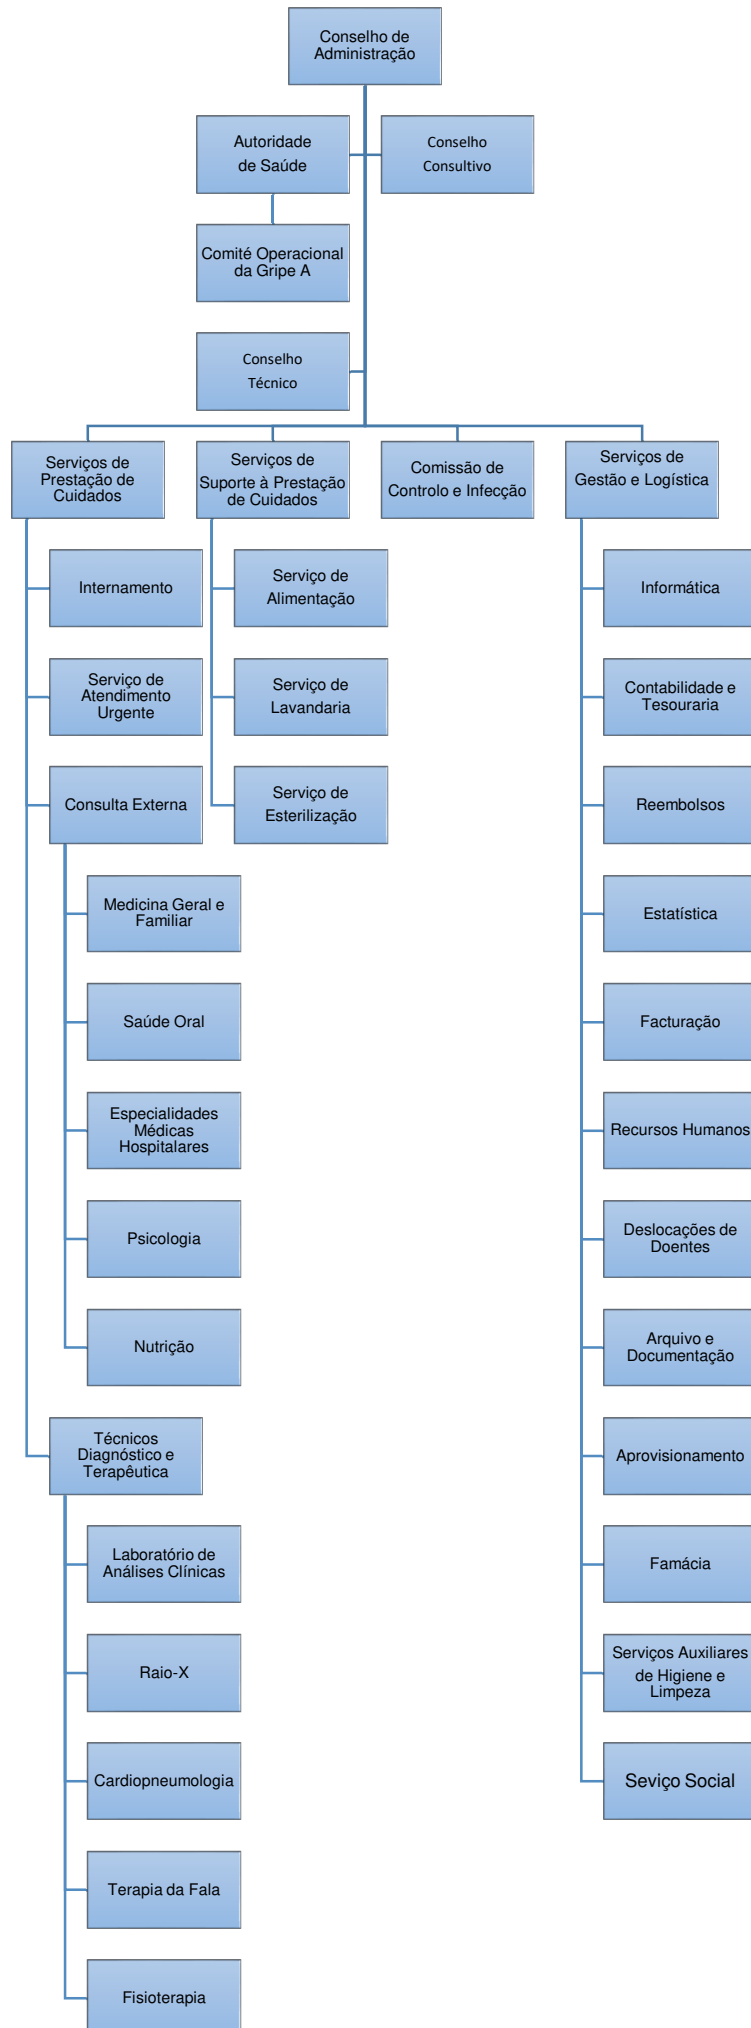 Conselho de
Administração
Autoridade
de Saúde
Conselho
Consultivo
Comité Operacional
da Gripe A
Conselho
Técnico
Serviços de
Prestação de
Cuidados
Serviços de
Suporte à Prestação
de Cuidados
Comissão de
Controlo e Infecção
Serviços de
Gestão e Logística
Internamento
Serviço de
Atendimento
Urgente
Consulta Externa
Medicina Geral e
Familiar
Saúde Oral
Especialidades
Médicas
Hospitalares
Psicologia
Nutrição
Técnicos
Diagnóstico e
Terapêutica
Laboratório de
Análises Clínicas
Raio-X
Cardiopneumologia
Terapia da Fala
Fisioterapia
Serviço de
Alimentação
Serviço de
Lavandaria
Serviço de
Esterilização
Informática
Contabilidade e
Tesouraria
Reembolsos
Estatística
Facturação
Recursos Humanos
Deslocações de
Doentes
Arquivo e
Documentação
Aprovisionamento
Famácia
Serviços Auxiliares
de Higiene e
Limpeza
Seviço Social